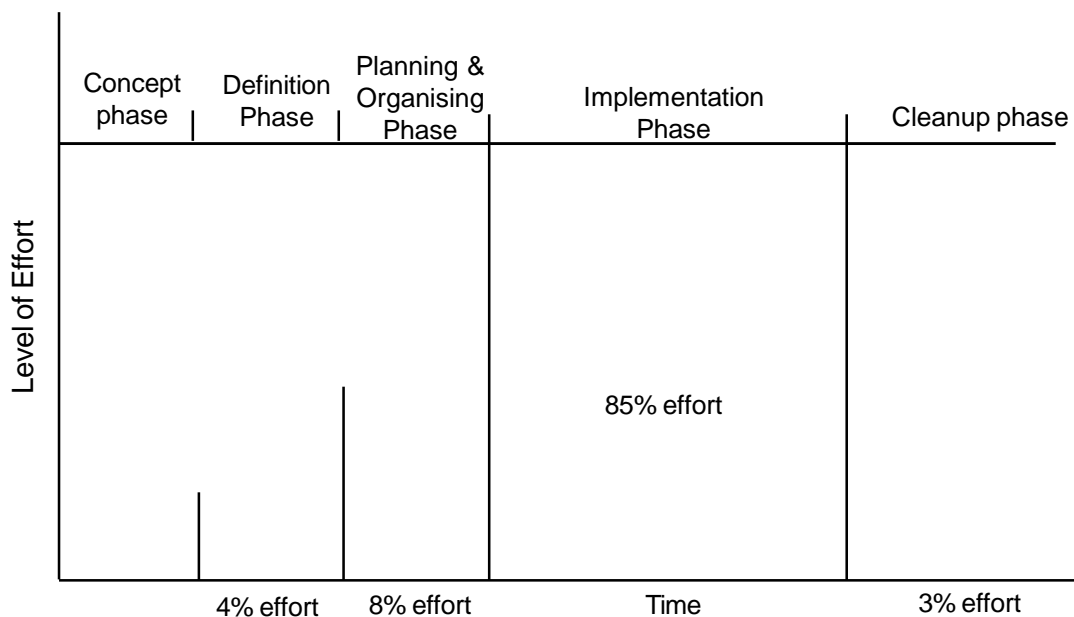 Concept
phase
Definition
Phase
Planning &
Organising
Phase
Implementation
Phase
Cleanup phase
Level of Effort
85% effort
4% effort
8% effort
Time
3% effort